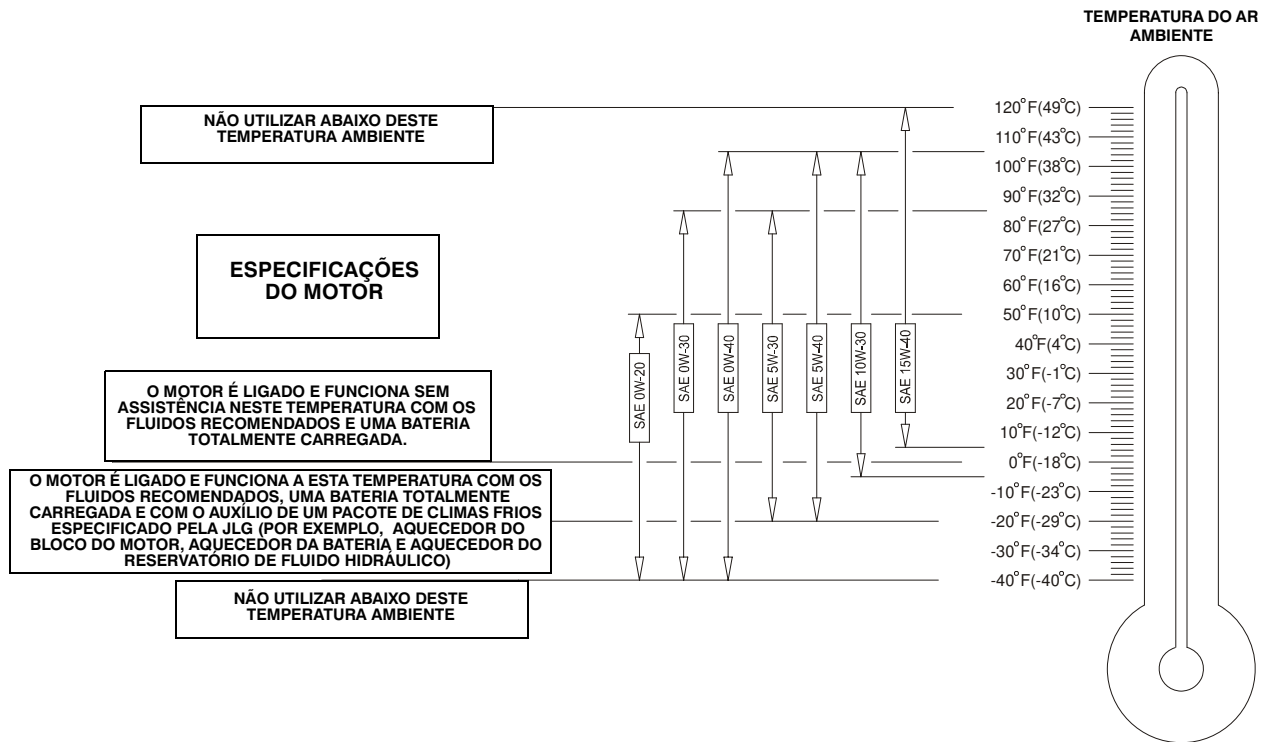 TEMPERATURA DO AR
AMBIENTE
NÃO UTILIZAR ABAIXO DESTE
TEMPERATURA AMBIENTE
ESPECIFICAÇÕES
DO MOTOR
O MOTOR É LIGADO E FUNCIONA SEM
ASSISTÊNCIA NESTE TEMPERATURA COM OS
FLUIDOS RECOMENDADOS E UMA BATERIA
TOTALMENTE CARREGADA.
O MOTOR É LIGADO E FUNCIONA A ESTA TEMPERATURA COM OS
FLUIDOS RECOMENDADOS, UMA BATERIA TOTALMENTE
CARREGADA E COM O AUXÍLIO DE UM PACOTE DE CLIMAS FRIOS
ESPECIFICADO PELA JLG (POR EXEMPLO, AQUECEDOR DO
BLOCO DO MOTOR, AQUECEDOR DA BATERIA E AQUECEDOR DO
RESERVATÓRIO DE FLUIDO HIDRÁULICO)
NÃO UTILIZAR ABAIXO DESTE
TEMPERATURA AMBIENTE
SAE 0W-20
SAE 0W-30
SAE 0W-40
SAE 5W-30
SAE 5W-40
SAE 10W-30
SAE 15W-40
120°F(49°C)
110°F(43°C)
100°F(38°C)
90°F(32°C)
80°F(27°C)
70°F(21°C)
60°F(16°C)
50°F(10°C)
40°F(4°C)
30°F(-1°C)
20°F(-7°C)
10°F(-12°C)
0°F(-18°C)
-10°F(-23°C)
-20°F(-29°C)
-30°F(-34°C)
-40°F(-40°C)